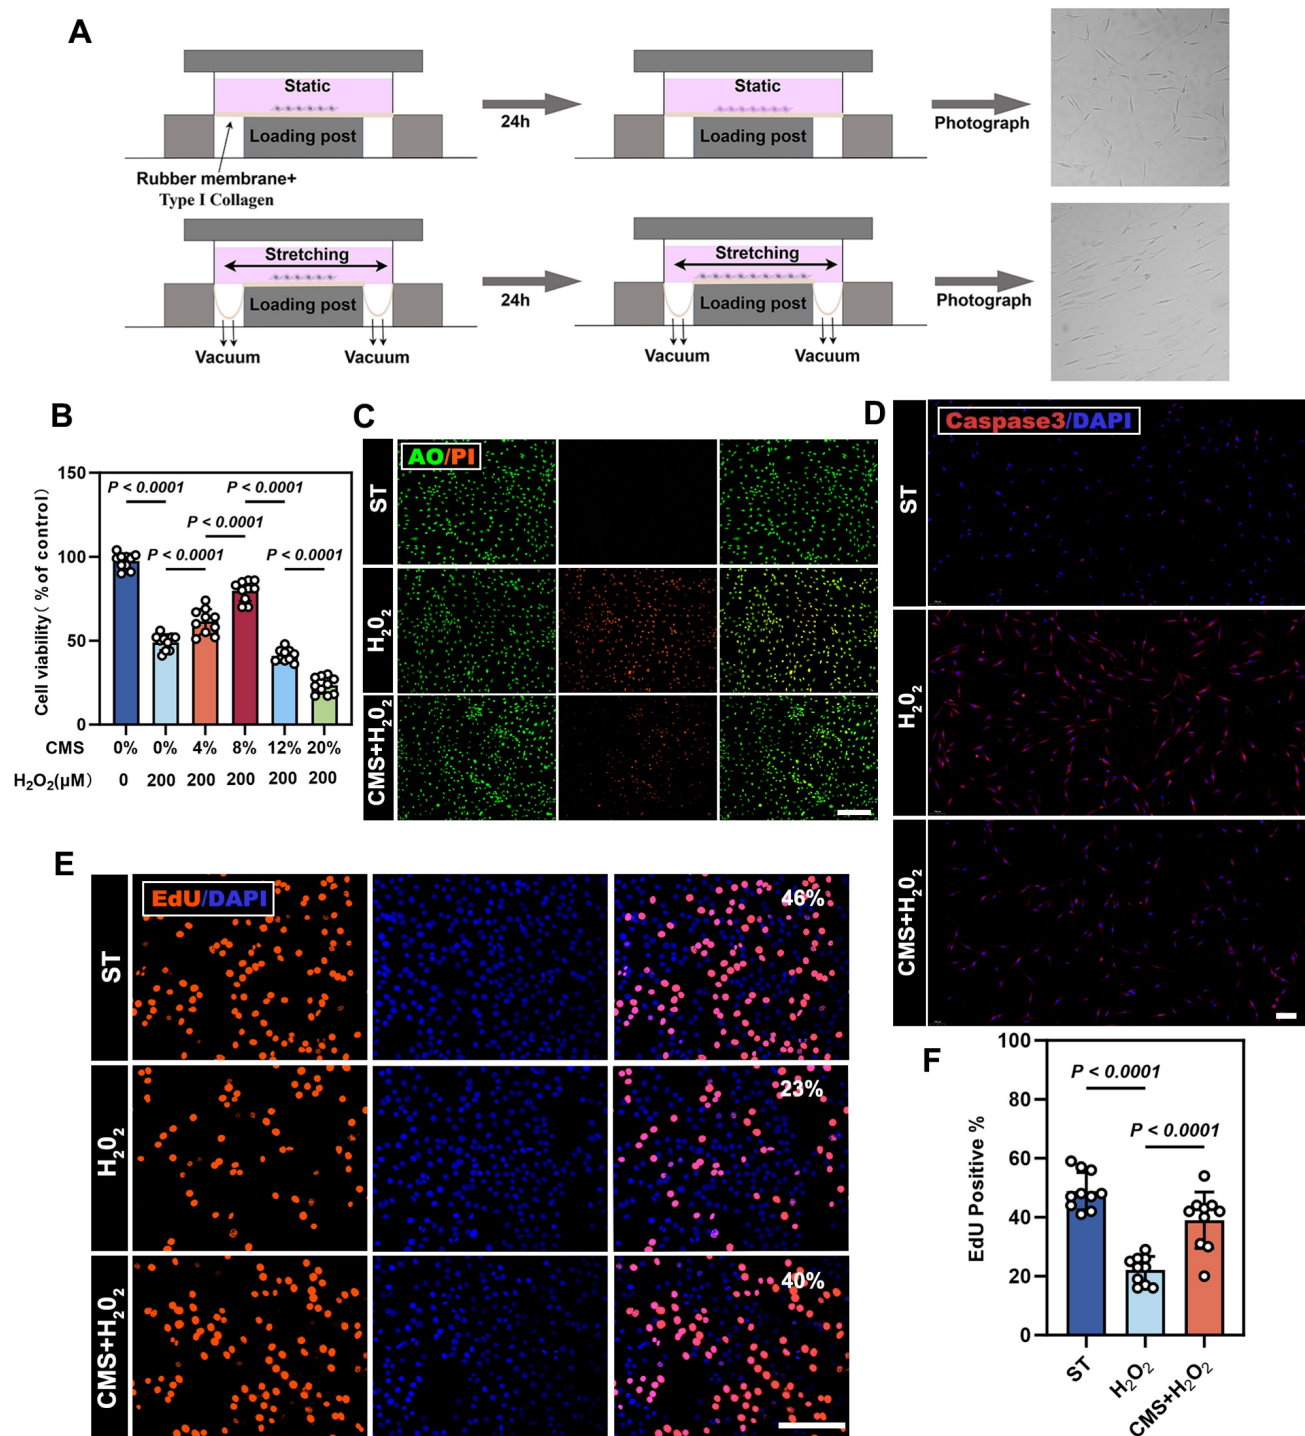 A
Static
Loading post
Rubber membrane+
Type I Collagen
24h
Static
Loading post
Photograph
Stretching
Loading post
Vacuum
Vacuum
24h
Stretching
Loading post
Vacuum
Vacuum
Photograph
B
Cell viability( %of control)
150
100
50
0
P < 0.0001
P < 0.0001
P < 0.0001
P < 0.0001
P < 0.0001
CMS 0% 0% 4% 8% 12% 20%
H₂O₂(μM) 0 200 200 200 200 200
C
AO/PI
ST
H₂O₂
CMS+H₂O₂
D
Caspase3/DAPI
ST
H₂O₂
CMS+H₂O₂
E
EdU/DAPI
ST
46%
H₂O₂
23%
CMS+H₂O₂
40%
F
EdU Positive %
100
80
60
40
20
0
P < 0.0001
P < 0.0001
ST
H₂O₂
CMS+H₂O₂